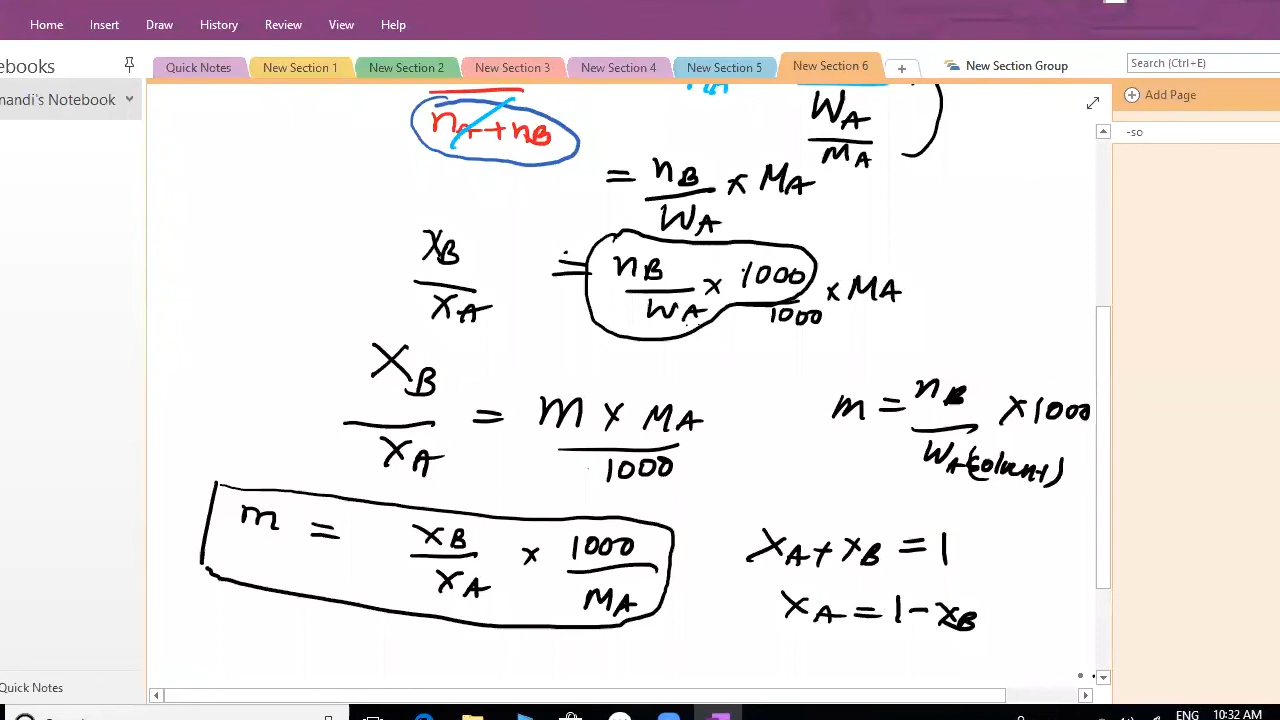 Home Insert Draw History Review View Help
ebooks
Quick Notes New Section 1 New Section 2 New Section 3 New Section 4 New Section 5 New Section 6 + New Section Group
Search (Ctrl+E)
nandi's Notebook
Add Page
-so
nA + nB
WA
MA
= nB / WA × MA
XB / XA = nB / WA × 1000 / 1000 × MA
XB / XA = m × MA / 1000
m = nB / WA (solvent) × 1000
m = XB / XA × 1000 / MA
XA + XB = 1
XA = 1 - XB
Quick Notes
ENG 10:32 AM